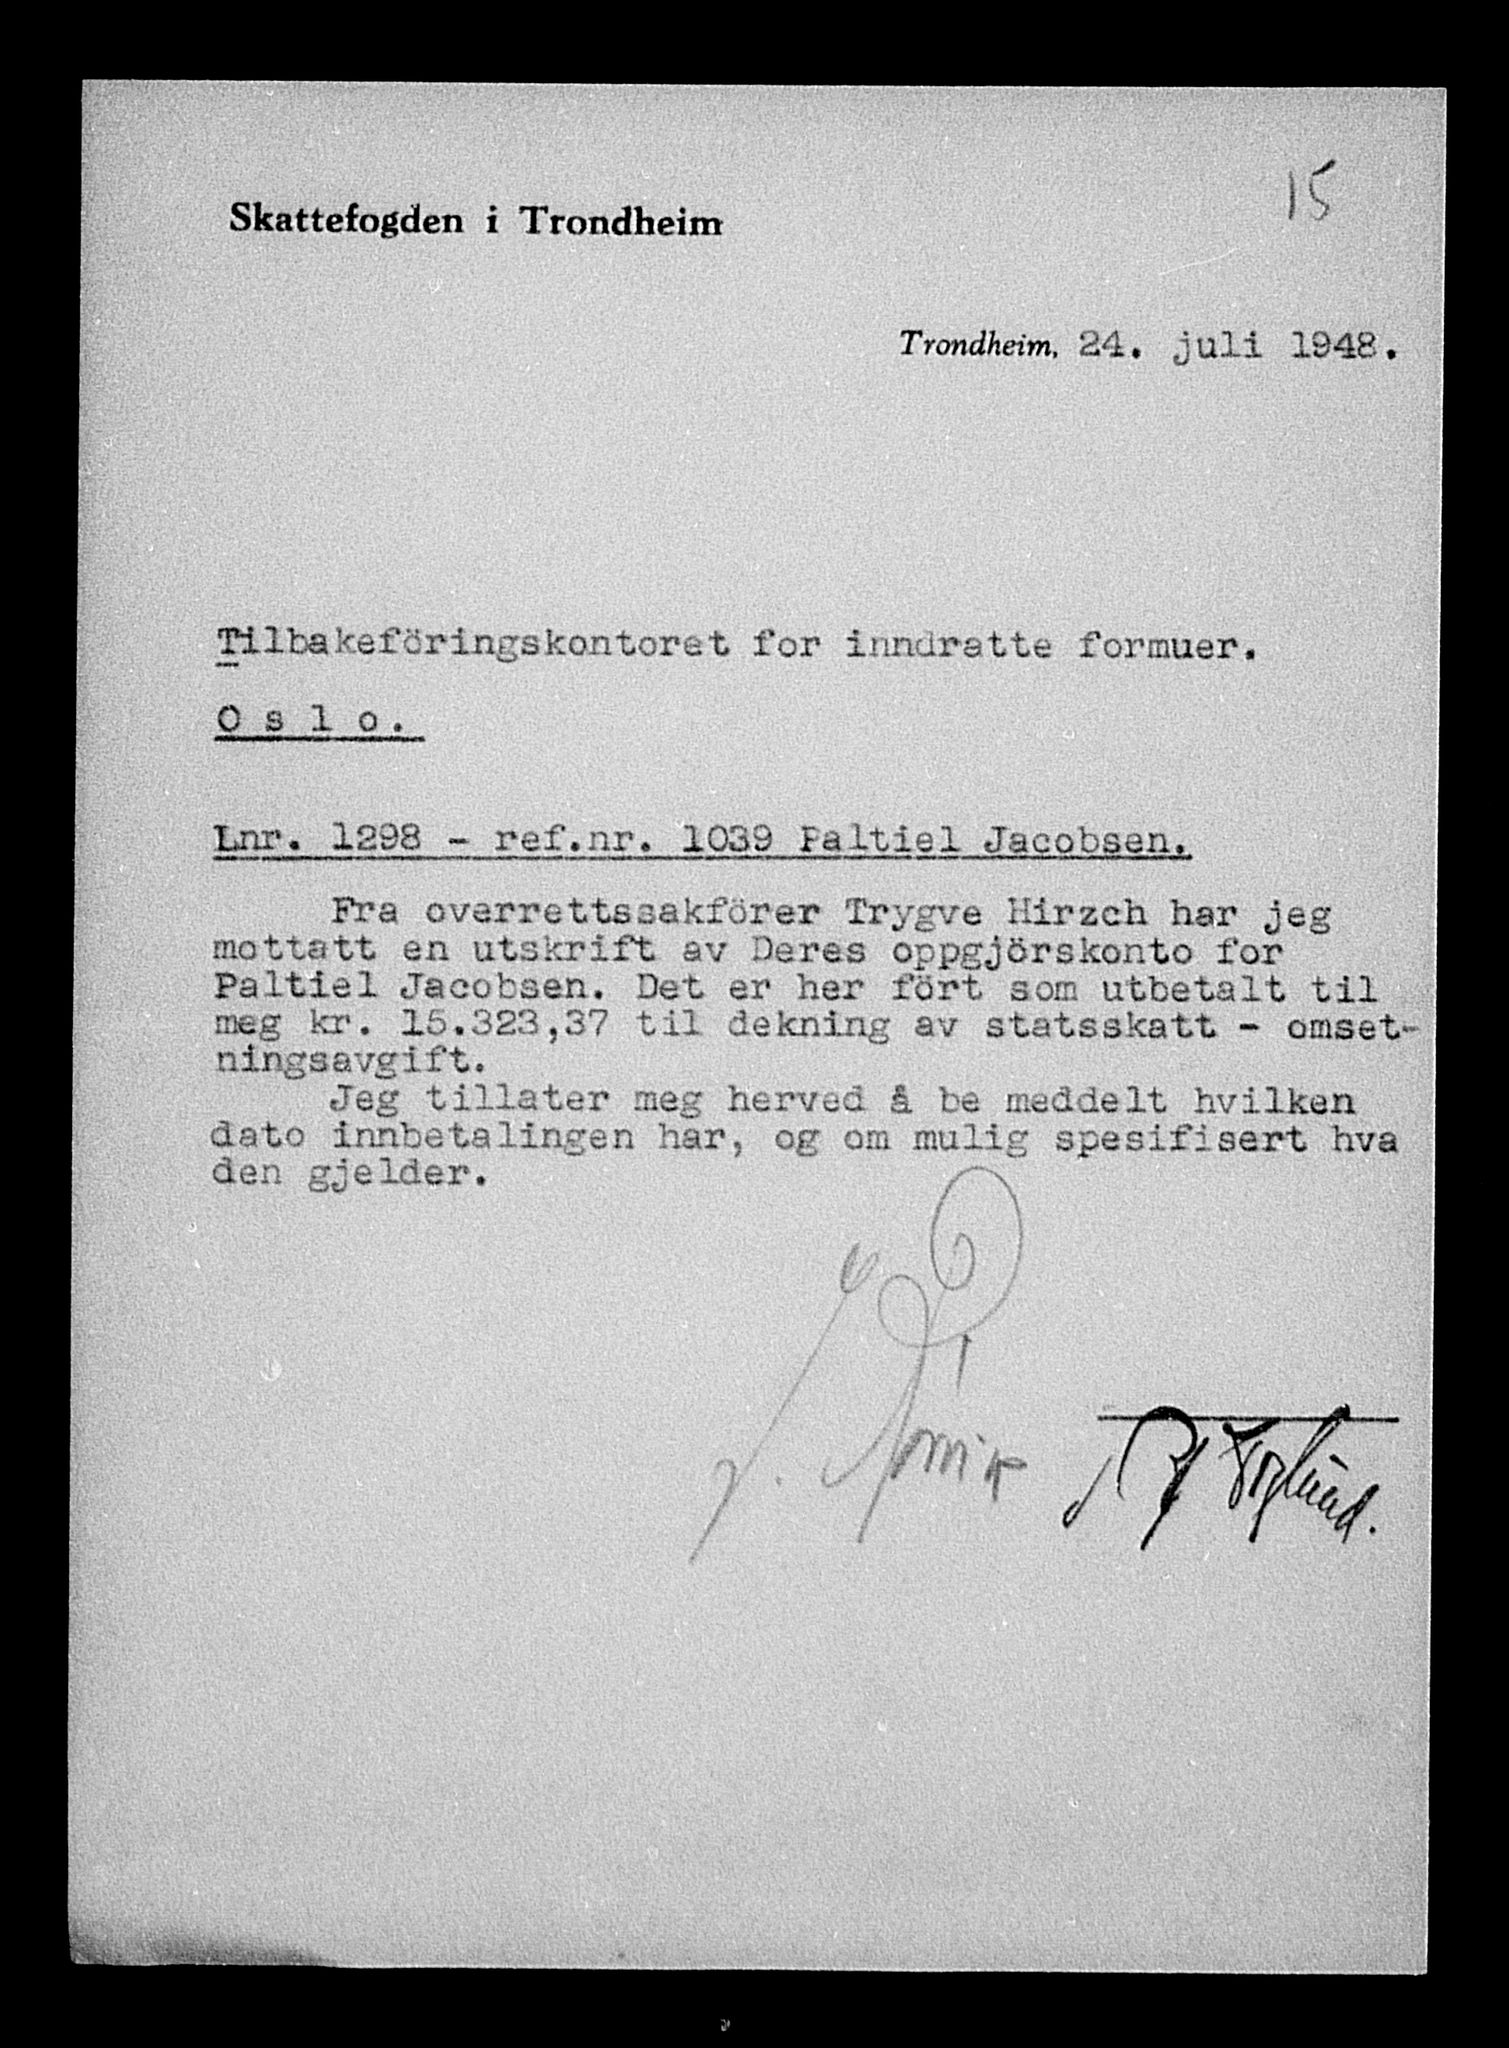 15
Skattefogden i Trondheim
Trondheim, 24. juli 1948.
Tilbakeföringskontoret for inndratte formuer.
O s l o.
Lnr. 1298 - ref.nr. 1039 Paltiel Jacobsen.
Fra overrettssakförer Trygve Hirzch har jeg
mottatt en utskrift av Deres oppgjörskonto for
Paltiel Jacobsen. Det er her fört som utbetalt til
meg kr. 15.323,37 til dekning av statsskatt - omset-
ningsavgift.
Jeg tillater meg herved å be meddelt hvilken
dato innbetalingen har, og om mulig spesifisert hva
den gjelder.